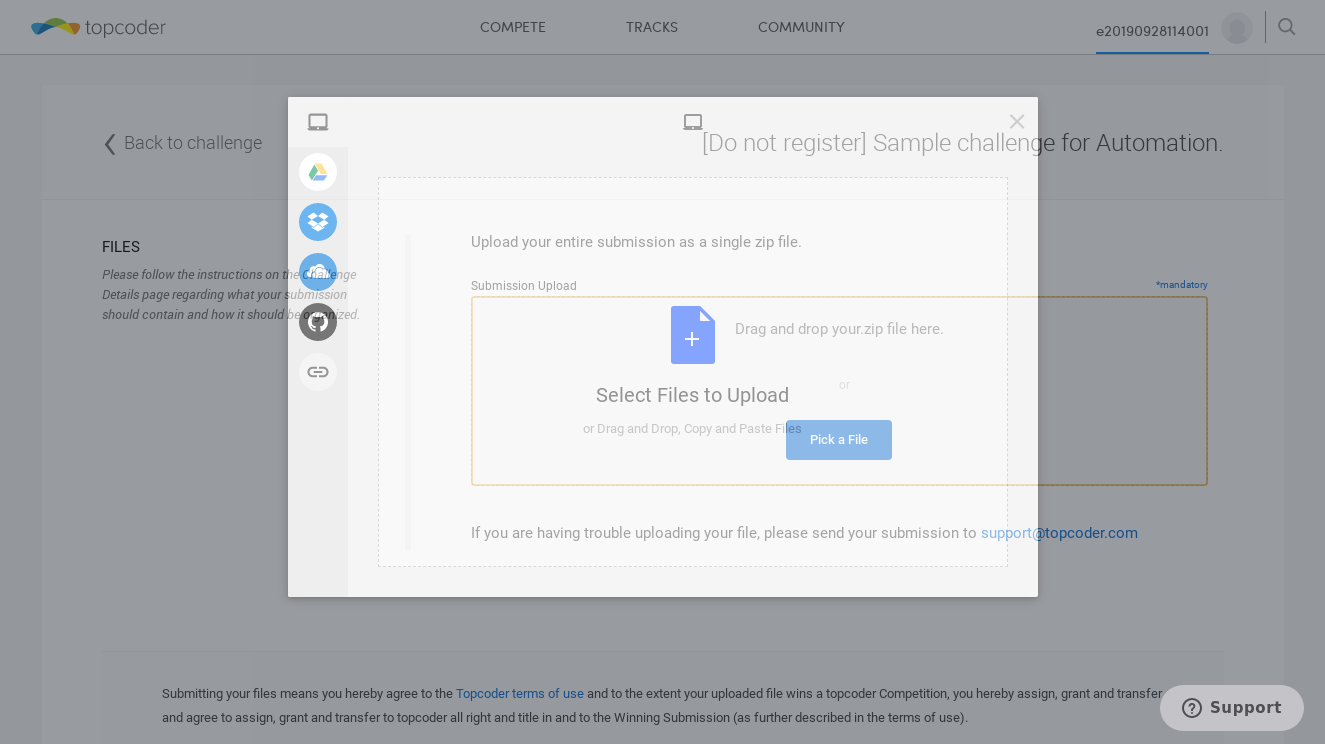 topcoder
COMPETE
TRACKS
COMMUNITY
e20190928114001
Back to challenge
[Do not register] Sample challenge for Automation.
FILES
Please follow the instructions on the Challenge
Details page regarding what your submission
should contain and how it should be organized.
Upload your entire submission as a single zip file.
Submission Upload
*mandatory
Drag and drop your.zip file here.
or
Select Files to Upload
or Drag and Drop, Copy and Paste Files
Pick a File
If you are having trouble uploading your file, please send your submission to support@topcoder.com
Submitting your files means you hereby agree to the Topcoder terms of use and to the extent your uploaded file wins a topcoder Competition, you hereby assign, grant and transfer
and agree to assign, grant and transfer to topcoder all right and title in and to the Winning Submission (as further described in the terms of use).
Support